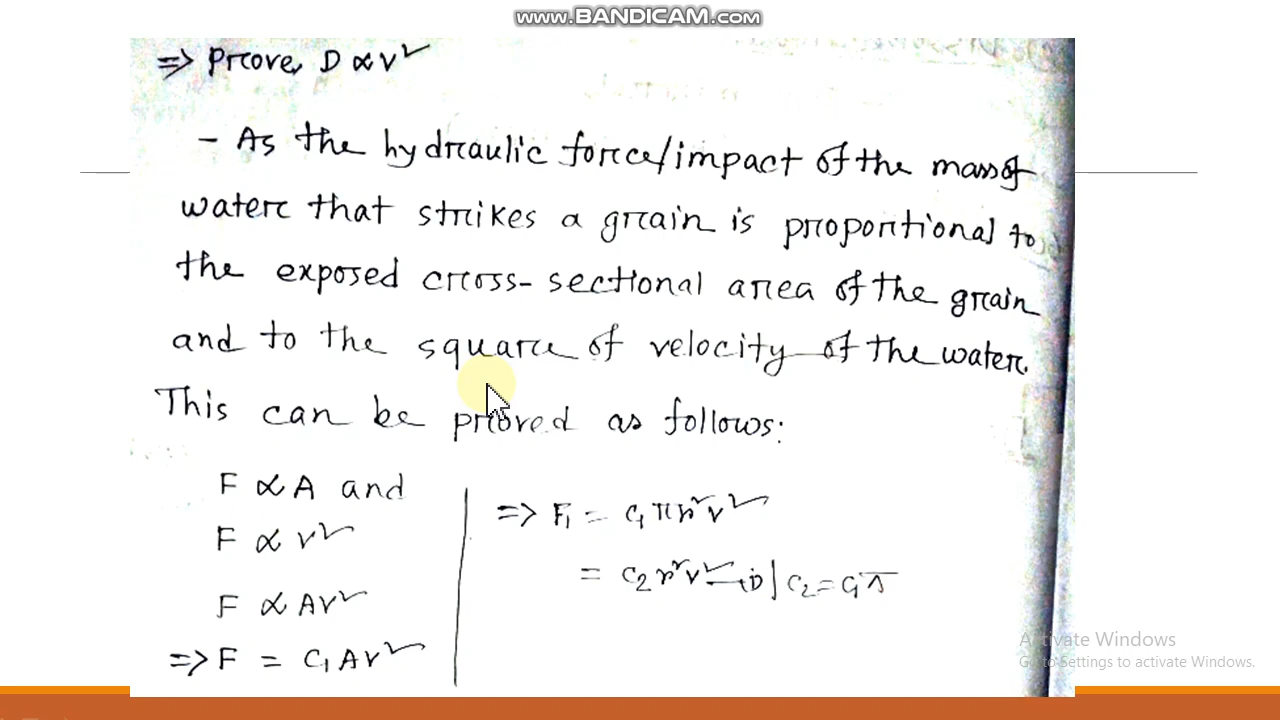 www.BANDICAM.com
=> Prove, D ∝ v²
- As the hydraulic force/impact of the mass of
water that strikes a grain is proportional to
the exposed cross-sectional area of the grain
and to the square of velocity of the water.
This can be proved as follows:
F ∝ A and
F ∝ v²
F ∝ Av²
=> F = C₁Av²
=> F₁ = C₁πr²v²
= C₂r²v² —(i) | C₂ = C₁π
Activate Windows
Go to Settings to activate Windows.